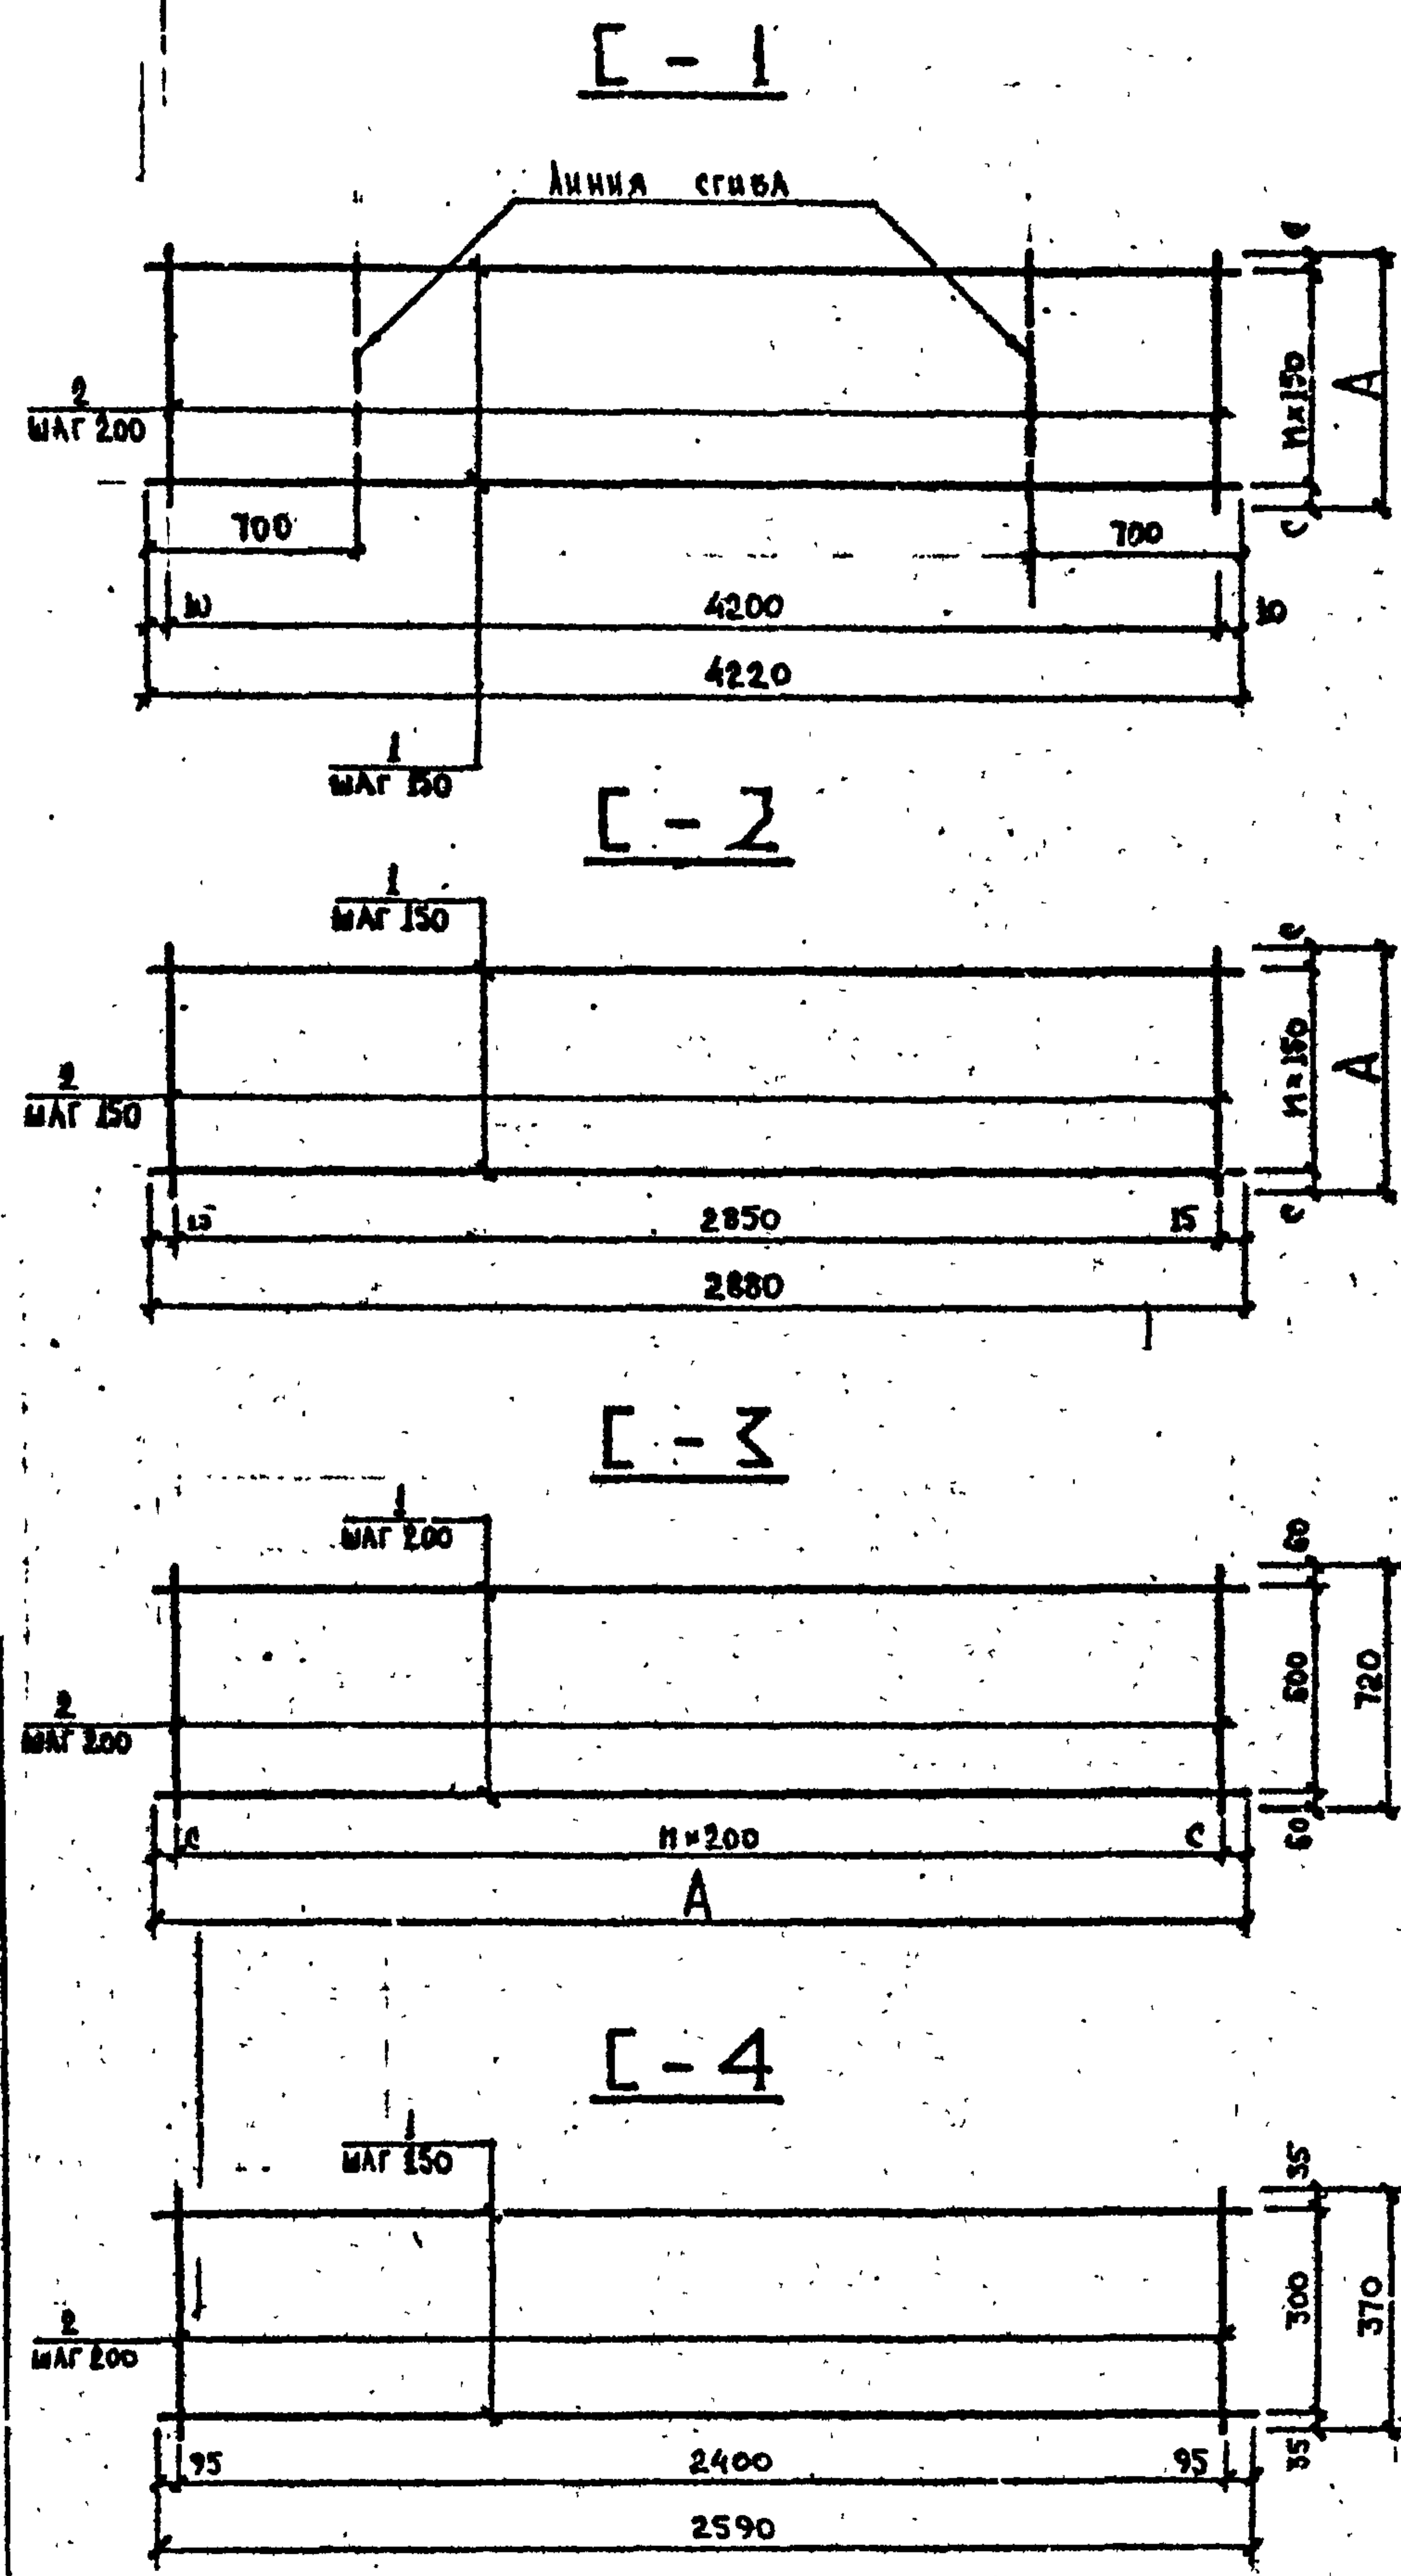 С - 1
ЛИНИЯ СГИБА
2
ШАГ 200
C
n×150
A
C
700
700
10
4200
10
4220
1
ШАГ 150
С - 2
1
ШАГ 150
2
ШАГ 150
C
n×150
A
C
15
2850
15
2880
С - 3
1
ШАГ 200
2
ШАГ 200
60
600
720
60
C
n×200
C
A
С - 4
1
ШАГ 150
2
ШАГ 200
35
300
370
35
95
2400
95
2590